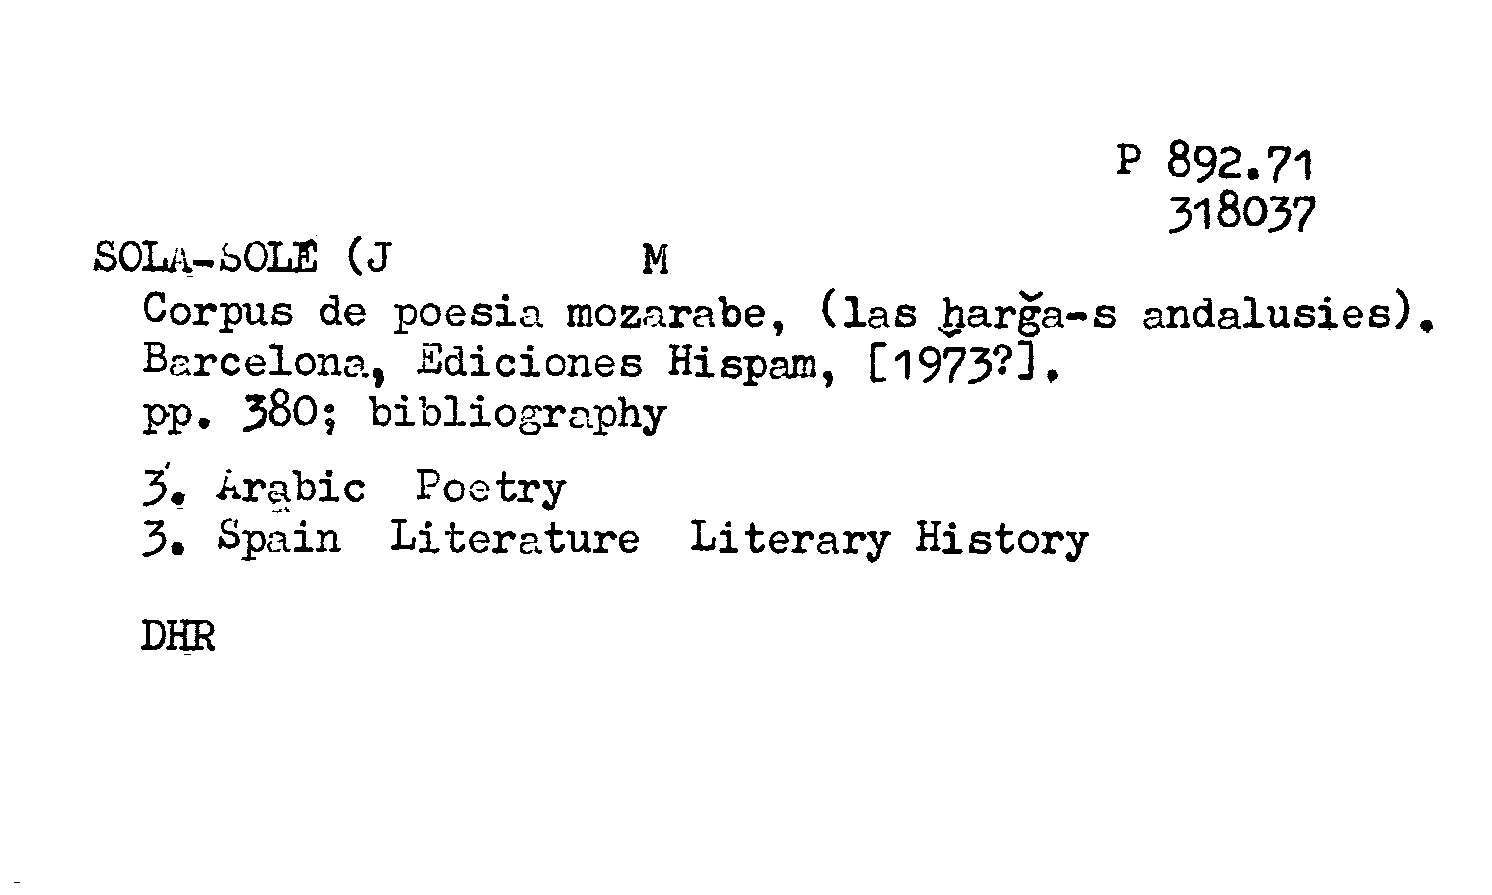 P 892.71
318037
SOLA-SOLE (J M
Corpus de poesia mozarabe, (las ḫarğa-s andalusies).
Barcelona, Ediciones Hispam, [1973?].
pp. 380; bibliography
3. Arabic Poetry
3. Spain Literature Literary History
DHR